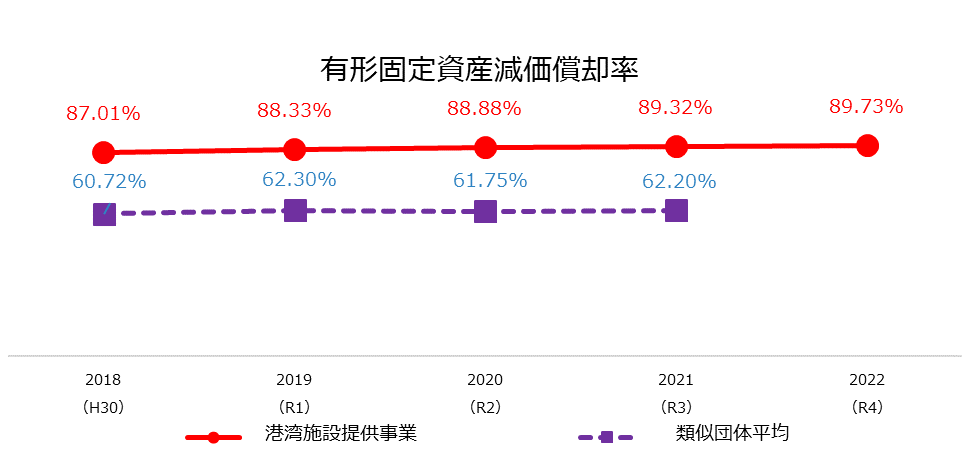 有形固定資産減価償却率
87.01% 88.33% 88.88% 89.32% 89.73%
60.72% 62.30% 61.75% 62.20%
2018 2019 2020 2021 2022
（H30） （R1） （R2） （R3） （R4）
港湾施設提供事業 類似団体平均